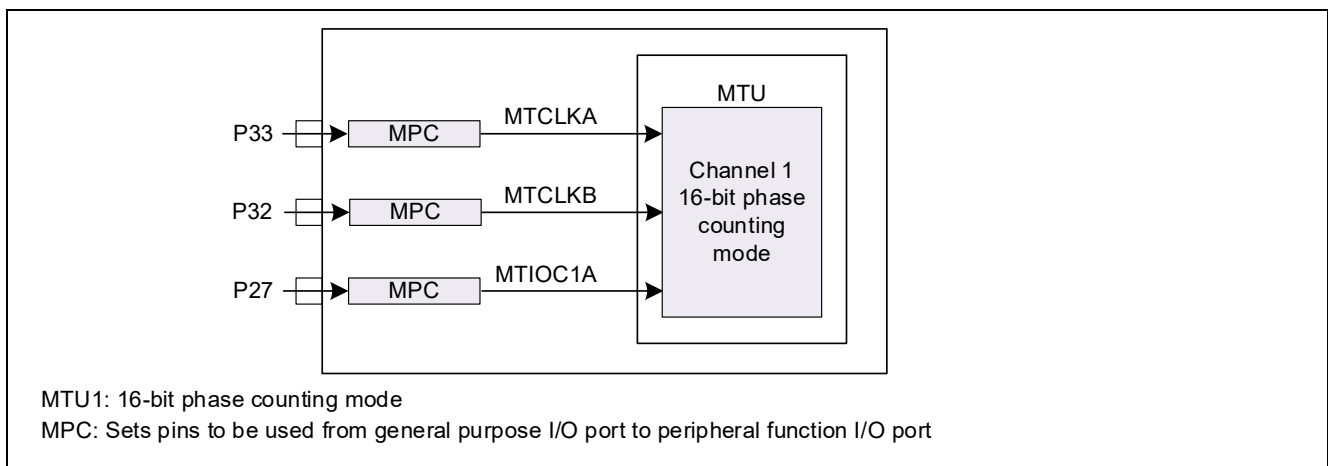 MTU
P33
MPC
MTCLKA
Channel 1
16-bit phase
counting
mode
P32
MPC
MTCLKB
P27
MPC
MTIOC1A
MTU1: 16-bit phase counting mode
MPC: Sets pins to be used from general purpose I/O port to peripheral function I/O port